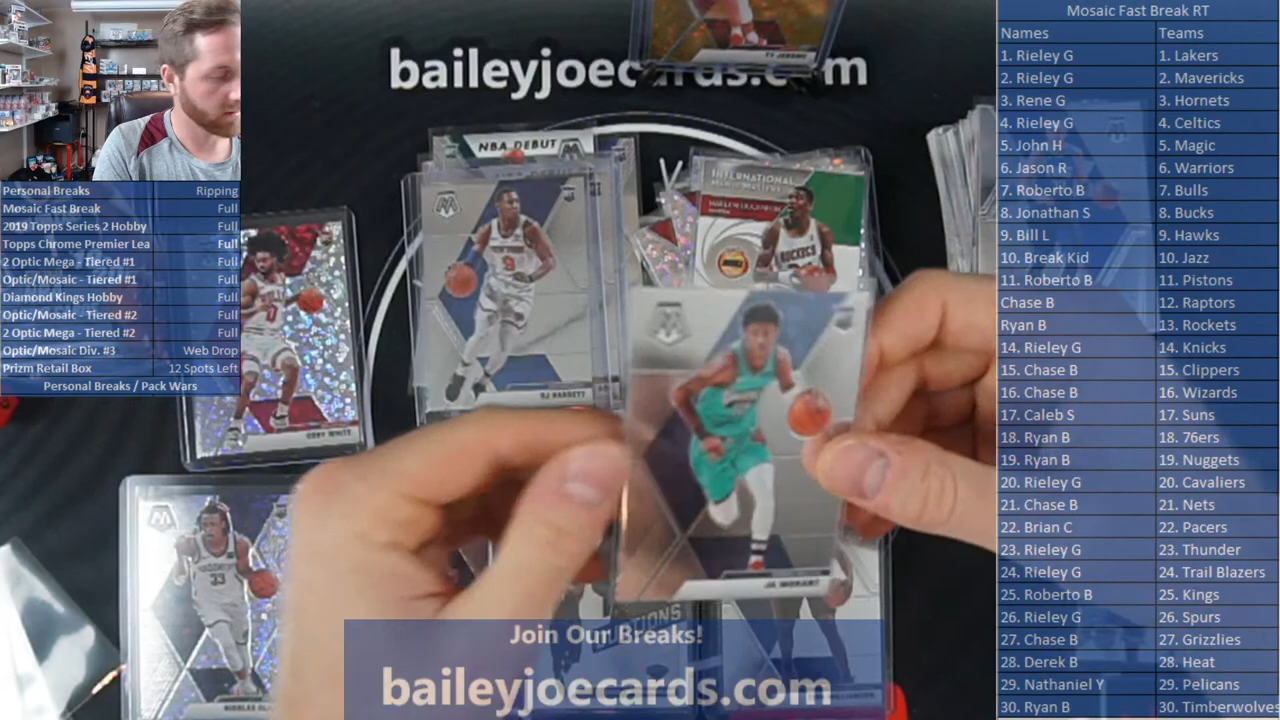 baileyjoecards.com
TY JEROME
NBA DEBUT
INTERNATIONAL
RJ BARRETT
COBY WHITE
JA MORANT
NICOLAS CLAXTON
Personal Breaks Ripping
Mosaic Fast Break Full
2019 Topps Series 2 Hobby Full
Topps Chrome Premier Lea Full
2 Optic Mega - Tiered #1 Full
Optic/Mosaic - Tiered #1 Full
Diamond Kings Hobby Full
Optic/Mosaic - Tiered #2 Full
2 Optic Mega - Tiered #2 Full
Optic/Mosaic Div. #3 Web Drop
Prizm Retail Box 12 Spots Left
Personal Breaks / Pack Wars
Join Our Breaks!
baileyjoecards.com
Mosaic Fast Break RT
Names Teams
1. Rieley G 1. Lakers
2. Rieley G 2. Mavericks
3. Rene G 3. Hornets
4. Rieley G 4. Celtics
5. John H 5. Magic
6. Jason R 6. Warriors
7. Roberto B 7. Bulls
8. Jonathan S 8. Bucks
9. Bill L 9. Hawks
10. Break Kid 10. Jazz
11. Roberto B 11. Pistons
Chase B 12. Raptors
Ryan B 13. Rockets
14. Rieley G 14. Knicks
15. Chase B 15. Clippers
16. Chase B 16. Wizards
17. Caleb S 17. Suns
18. Ryan B 18. 76ers
19. Ryan B 19. Nuggets
20. Rieley G 20. Cavaliers
21. Chase B 21. Nets
22. Brian C 22. Pacers
23. Rieley G 23. Thunder
24. Rieley G 24. Trail Blazers
25. Roberto B 25. Kings
26. Rieley G 26. Spurs
27. Chase B 27. Grizzlies
28. Derek B 28. Heat
29. Nathaniel Y 29. Pelicans
30. Ryan B 30. Timberwolves